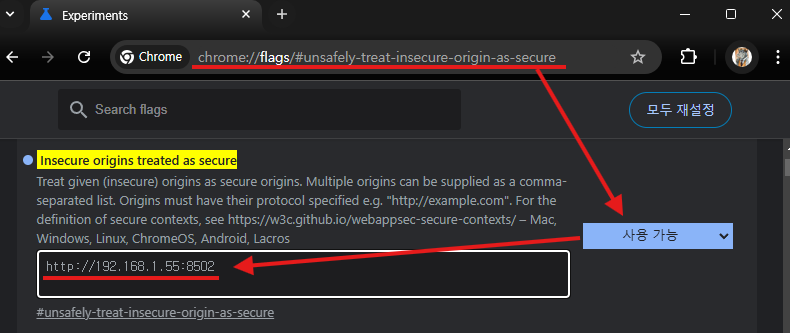 Experiments
Chrome
chrome://flags/#unsafely-treat-insecure-origin-as-secure
Search flags
모두 재설정
Insecure origins treated as secure
Treat given (insecure) origins as secure origins. Multiple origins can be supplied as a comma-
separated list. Origins must have their protocol specified e.g. "http://example.com". For the
definition of secure contexts, see https://w3c.github.io/webappsec-secure-contexts/ – Mac,
Windows, Linux, ChromeOS, Android, Lacros
사용 가능
http://192.168.1.55:8502
#unsafely-treat-insecure-origin-as-secure